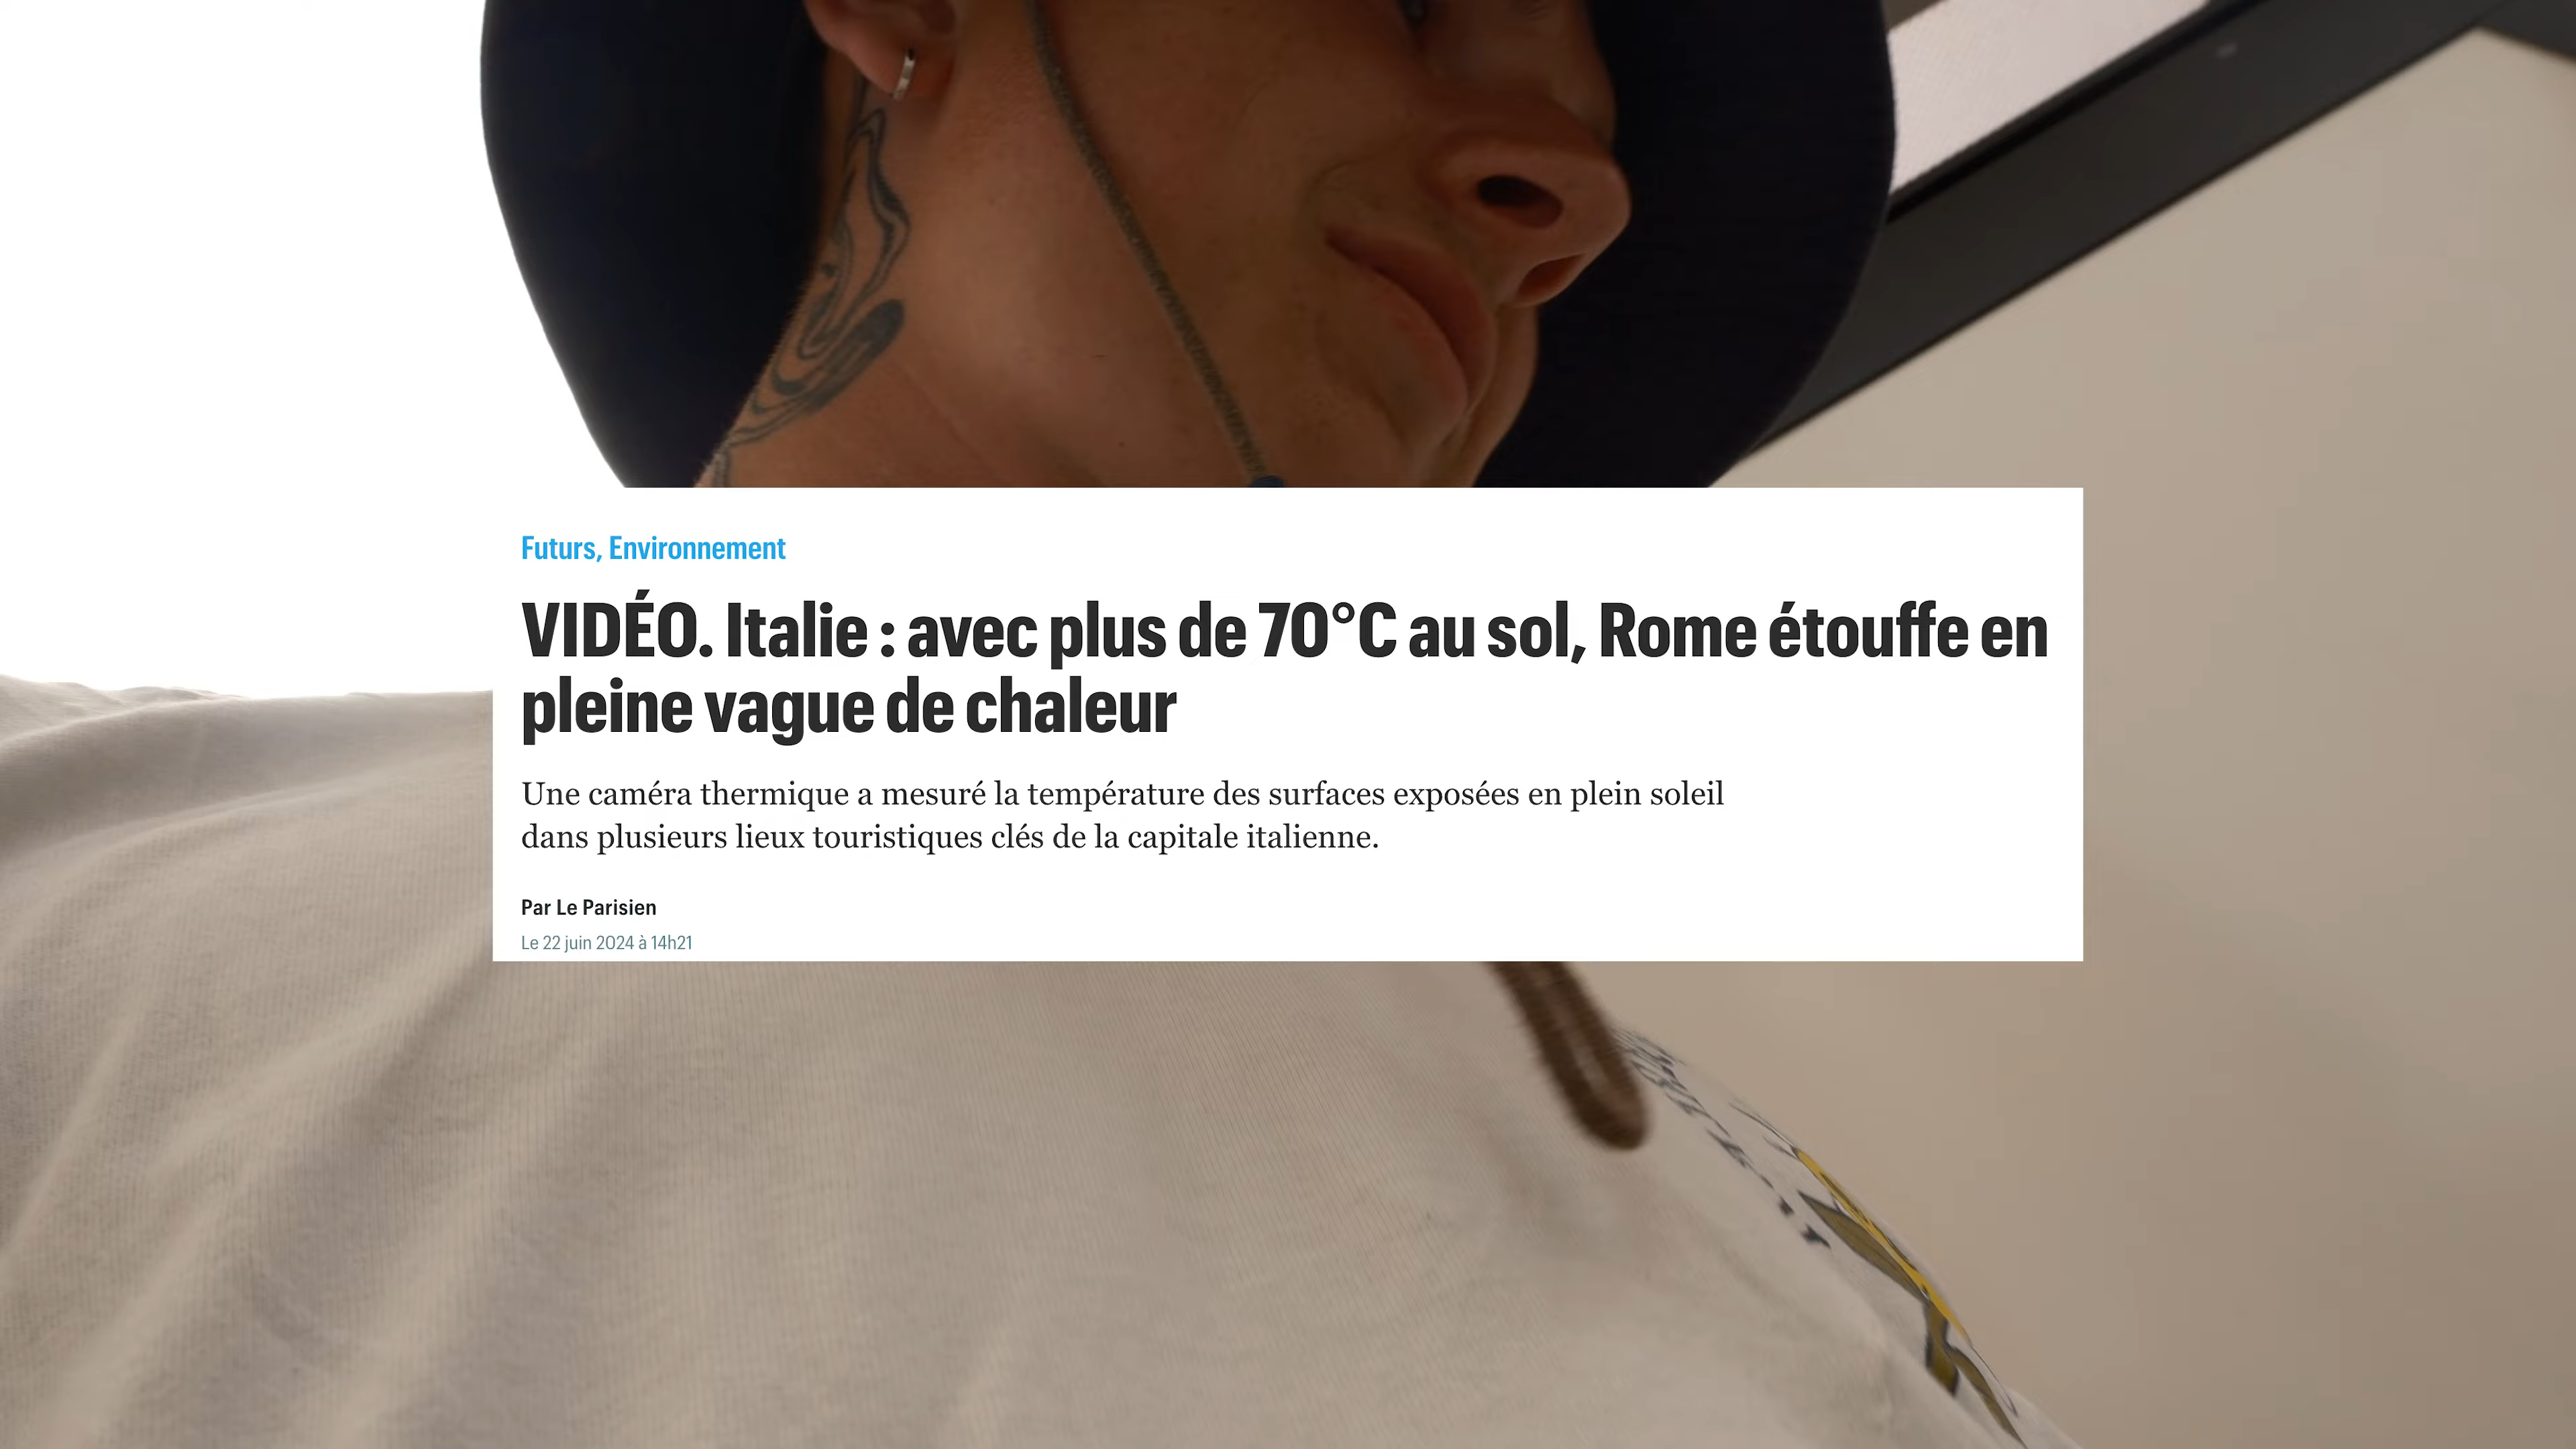 Futurs, Environnement
VIDÉO. Italie : avec plus de 70°C au sol, Rome étouffe en
pleine vague de chaleur
Une caméra thermique a mesuré la température des surfaces exposées en plein soleil
dans plusieurs lieux touristiques clés de la capitale italienne.
Par Le Parisien
Le 22 juin 2024 à 14h21